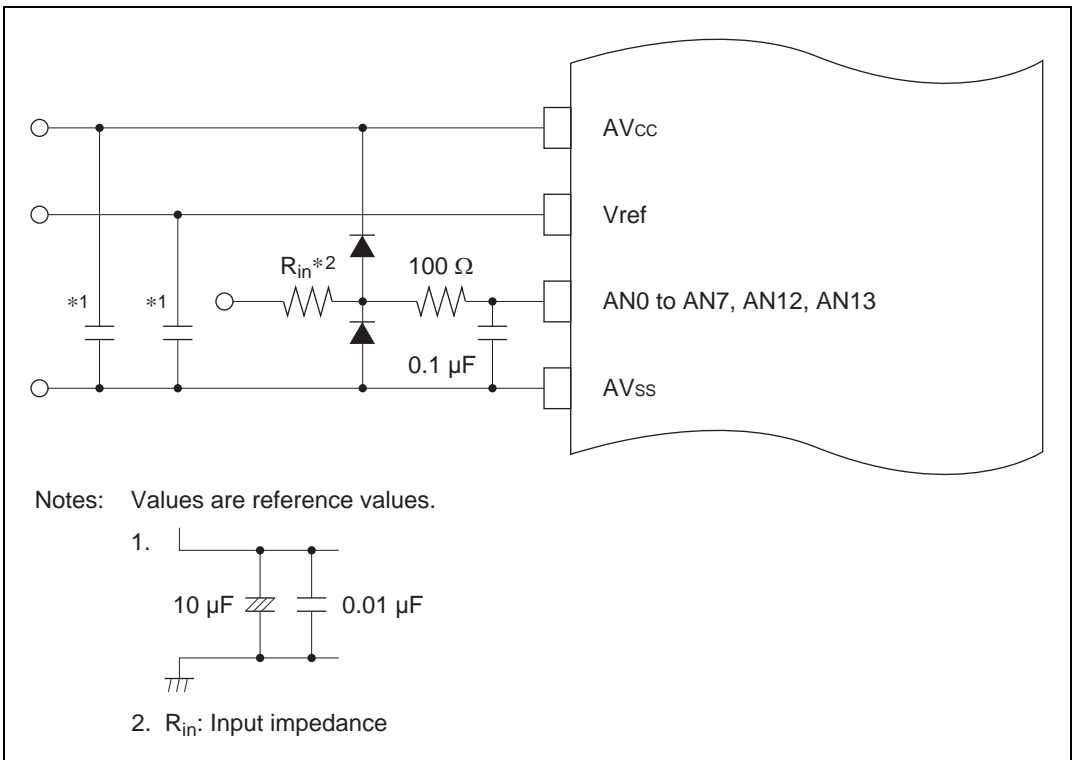 AVcc
Vref
Rin*2 100 Ω
*1 *1 AN0 to AN7, AN12, AN13
0.1 µF
AVss
Notes: Values are reference values.
1.
10 µF 0.01 µF
2. Rin: Input impedance